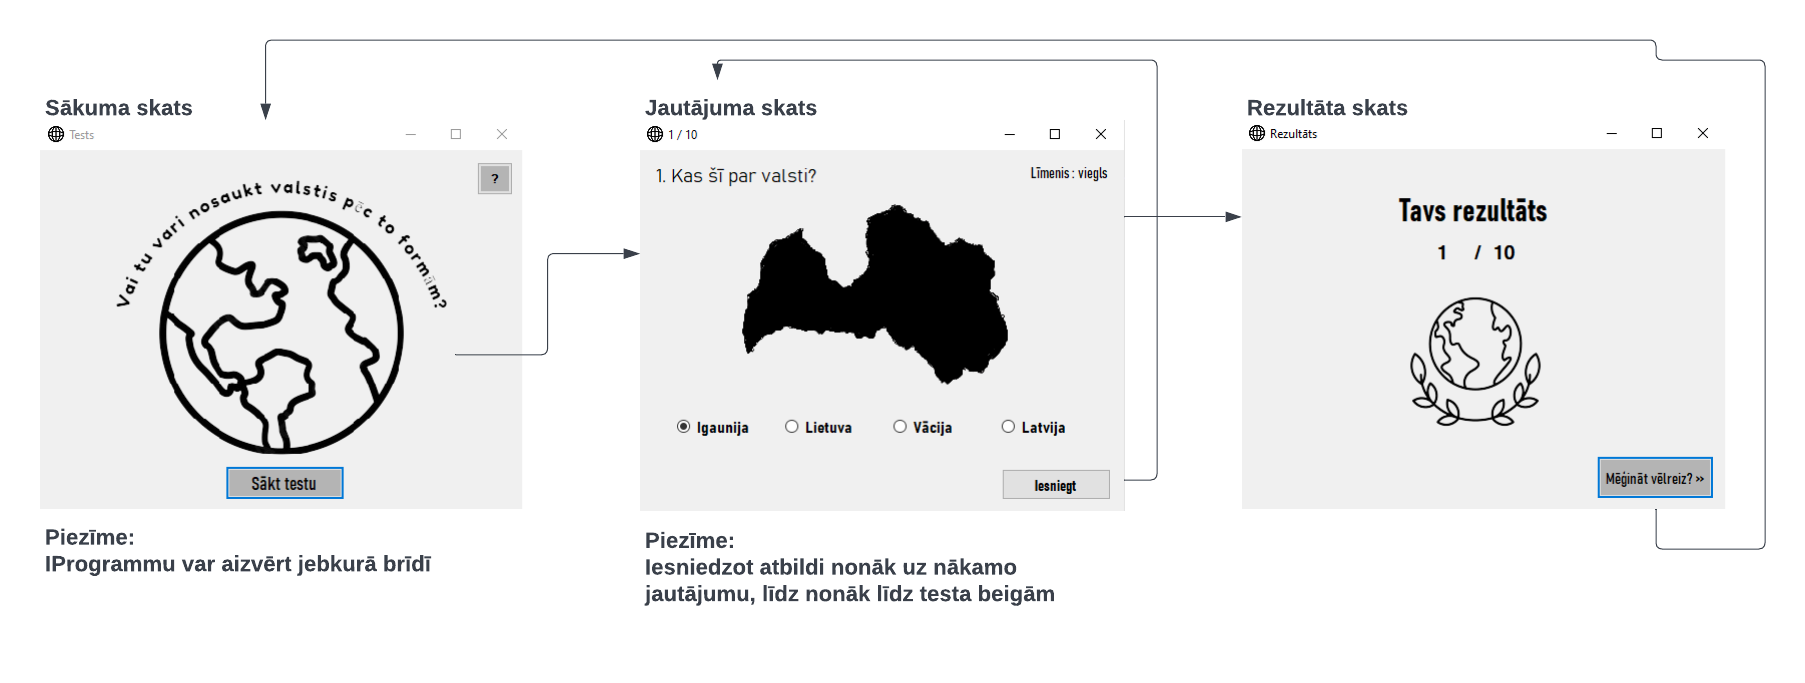 Sākuma skats
Tests
?
Vai tu vari nosaukt valstis pēc to formām?
Sākt testu
Piezīme:
IProgrammu var aizvērt jebkurā brīdī
Jautājuma skats
1 / 10
1. Kas šī par valsti?
Līmenis : viegls
Igaunija
Lietuva
Vācija
Latvija
Iesniegt
Piezīme:
Iesniedzot atbildi nonāk uz nākamo
jautājumu, līdz nonāk līdz testa beigām
Rezultāta skats
Rezultāts
Tavs rezultāts
1 / 10
Mēģināt vēlreiz? »